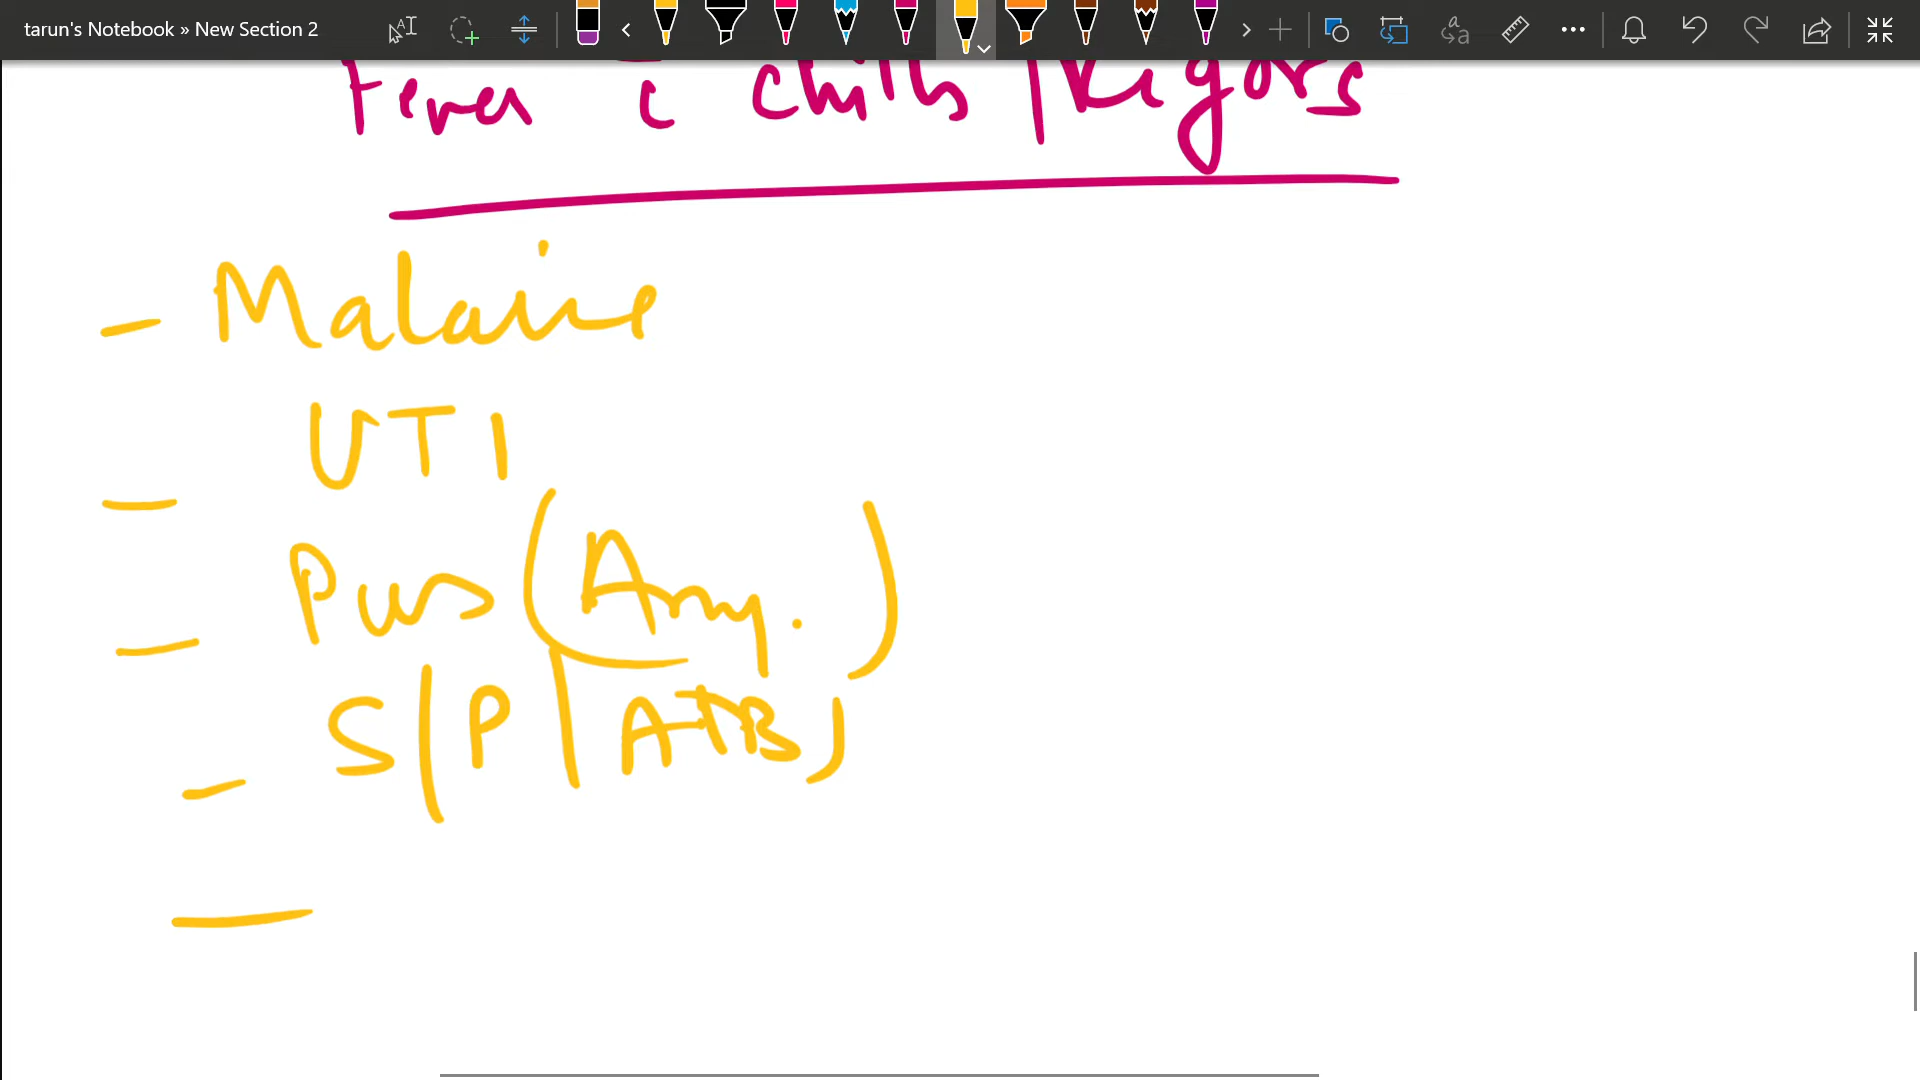 tarun's Notebook » New Section 2
Fever c̄ chills / Rigors
- Malaria
- UTI
- Pus (Any.)
- S/P/ATB)
-